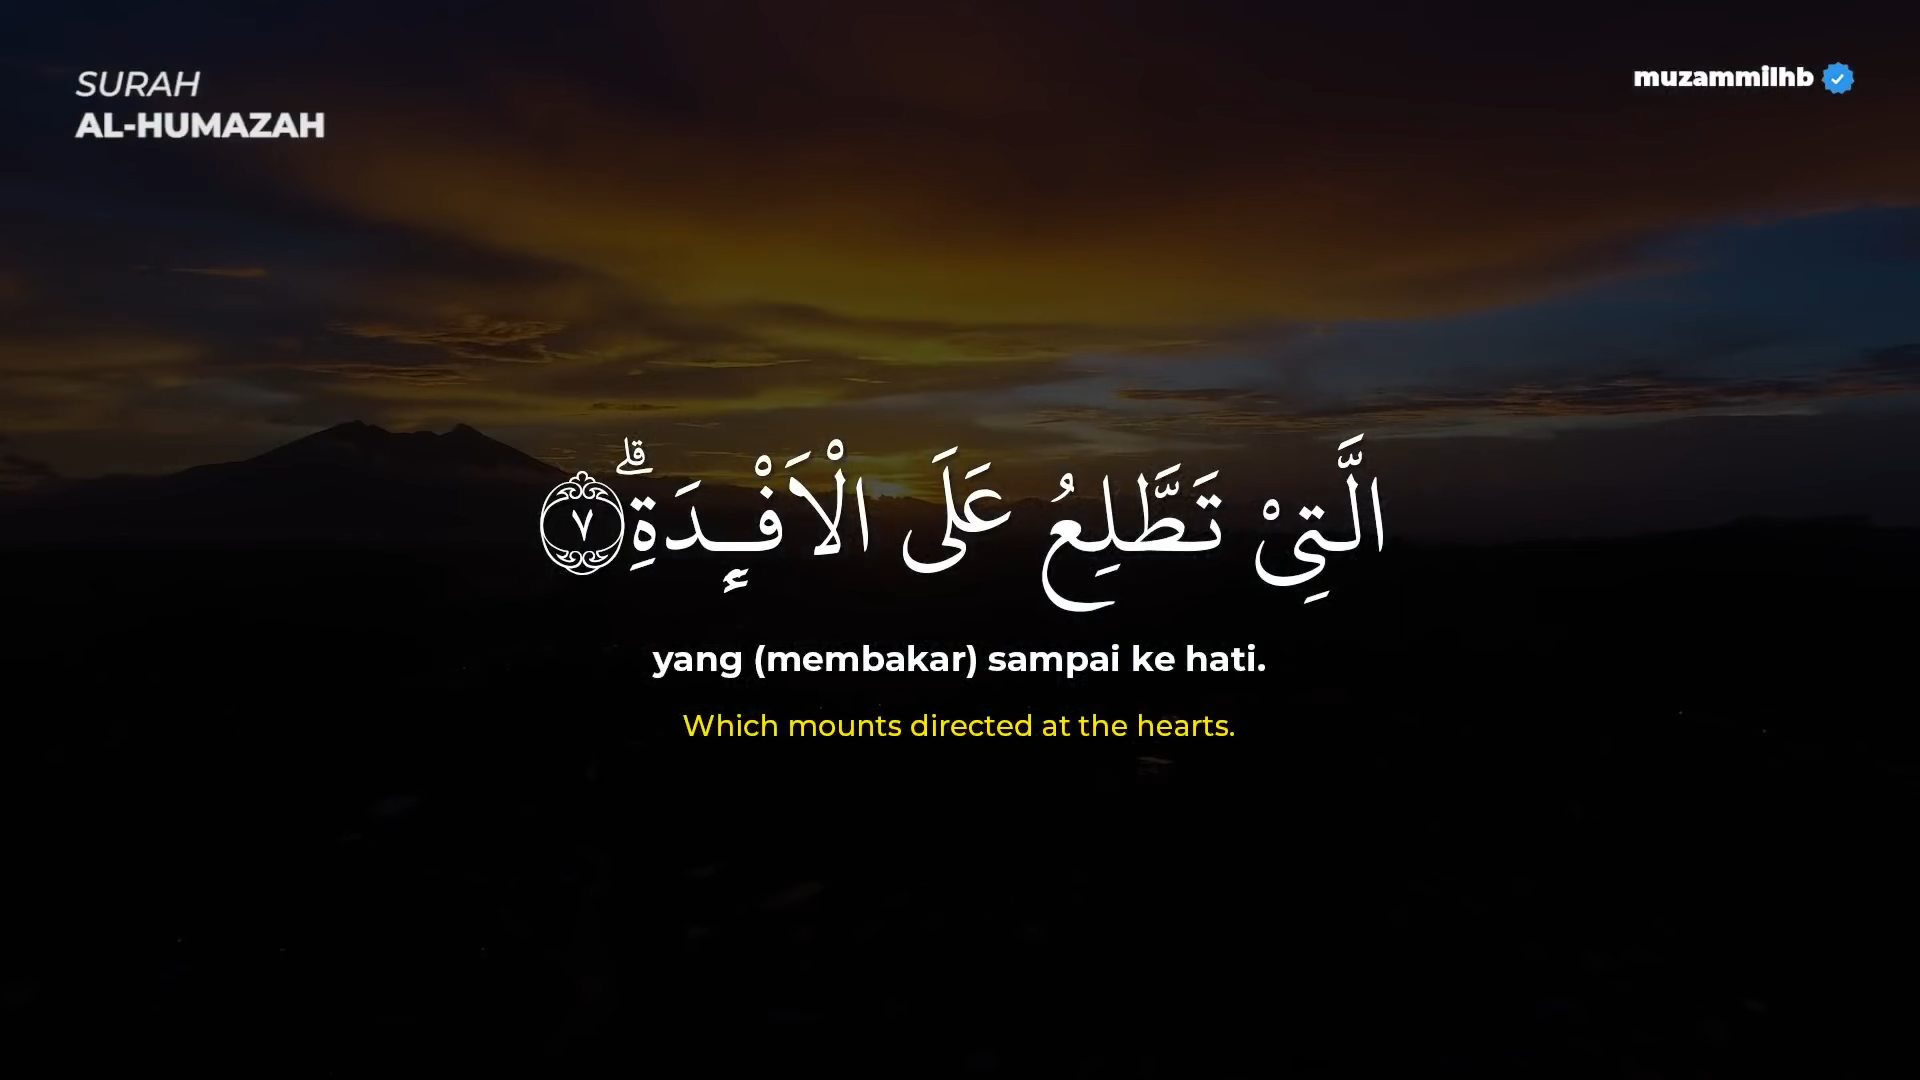 SURAH
AL-HUMAZAH
muzammilhb
الَّتِيْ تَطَّلِعُ عَلَى الْاَفْـِٕدَةِۗ ٧
yang (membakar) sampai ke hati.
Which mounts directed at the hearts.